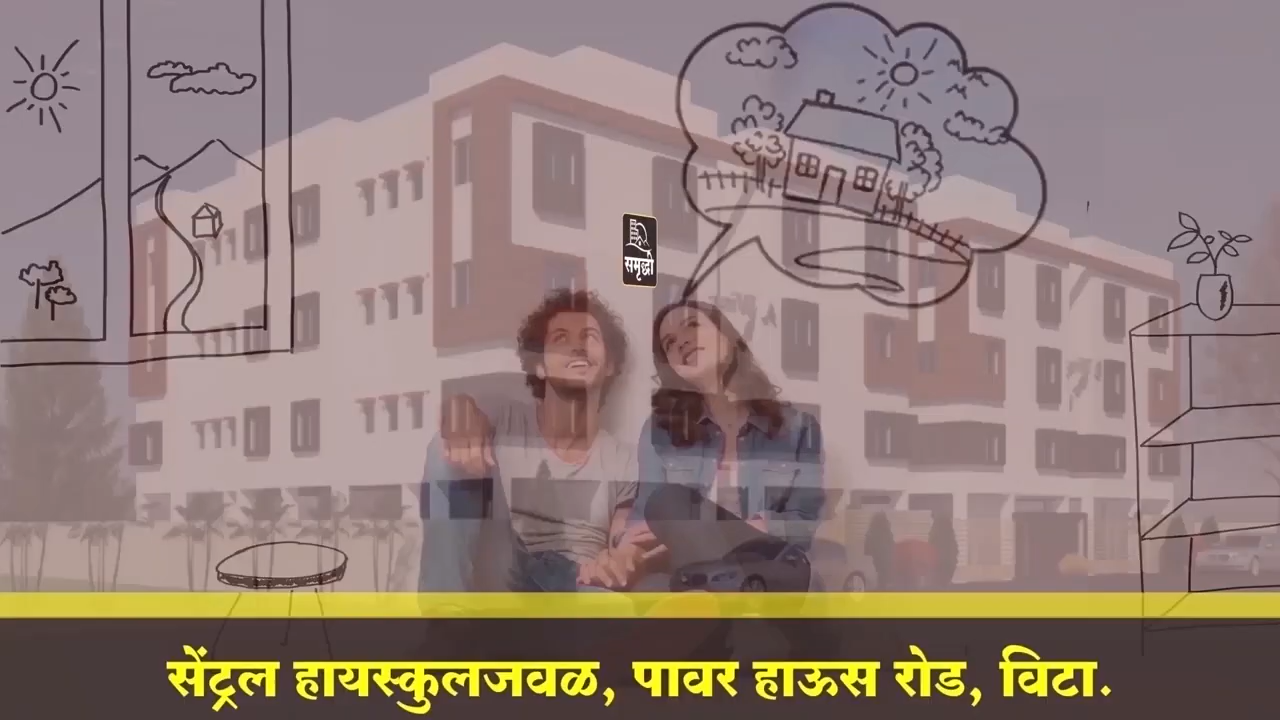 समृद्धी
सेंट्रल हायस्कुलजवळ, पावर हाऊस रोड, विटा.